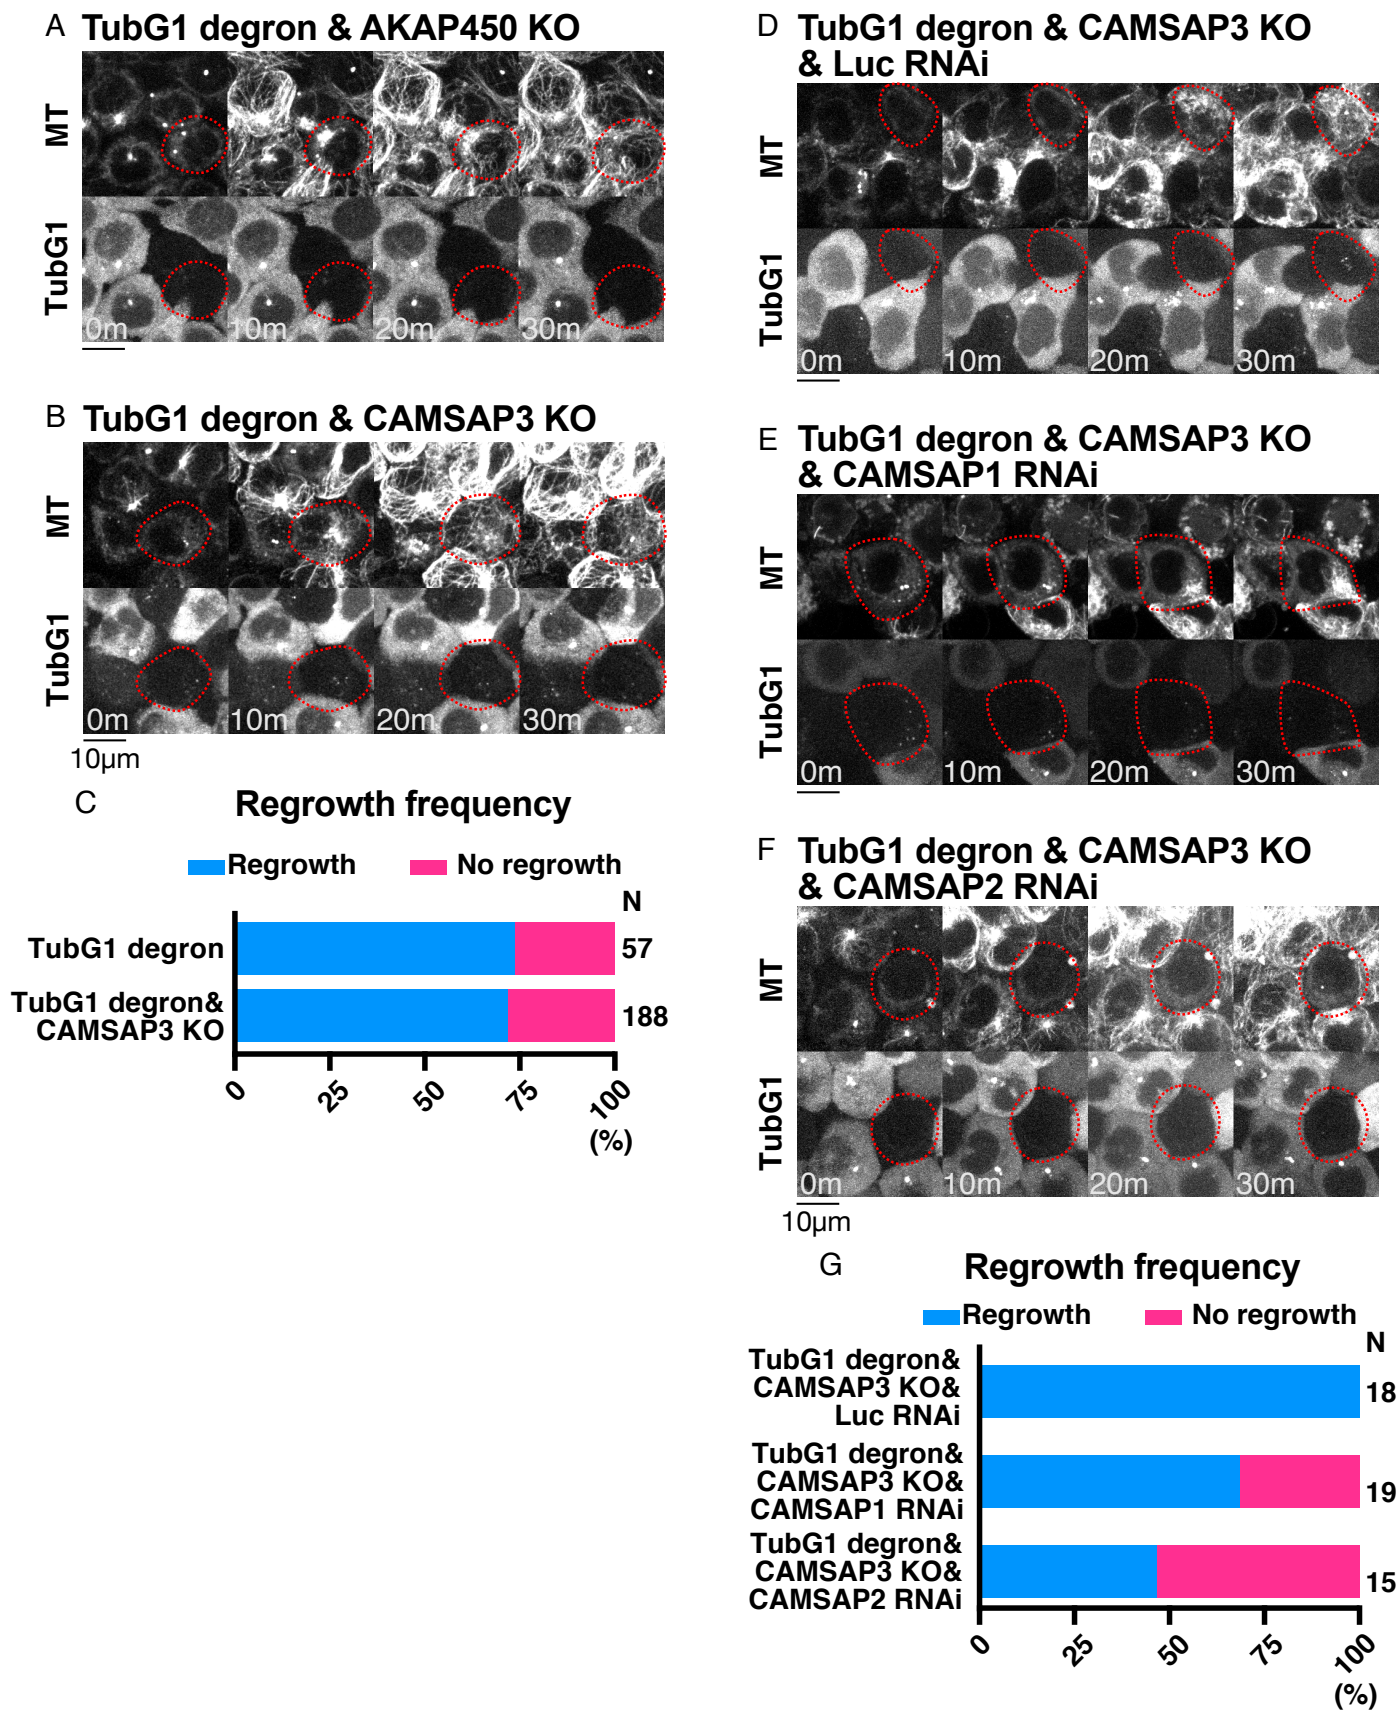 A TubG1 degron & AKAP450 KO
MT
TubG1
0m 10m 20m 30m
B TubG1 degron & CAMSAP3 KO
MT
TubG1
0m 10m 20m 30m
10µm
C Regrowth frequency
Regrowth No regrowth
N
TubG1 degron 57
TubG1 degron&
CAMSAP3 KO 188
0 25 50 75 100
(%)
D TubG1 degron & CAMSAP3 KO
& Luc RNAi
MT
TubG1
0m 10m 20m 30m
E TubG1 degron & CAMSAP3 KO
& CAMSAP1 RNAi
MT
TubG1
0m 10m 20m 30m
F TubG1 degron & CAMSAP3 KO
& CAMSAP2 RNAi
MT
TubG1
0m 10m 20m 30m
10µm
G Regrowth frequency
Regrowth No regrowth
N
TubG1 degron&
CAMSAP3 KO& 18
Luc RNAi
TubG1 degron&
CAMSAP3 KO& 19
CAMSAP1 RNAi
TubG1 degron&
CAMSAP3 KO& 15
CAMSAP2 RNAi
0 25 50 75 100
(%)